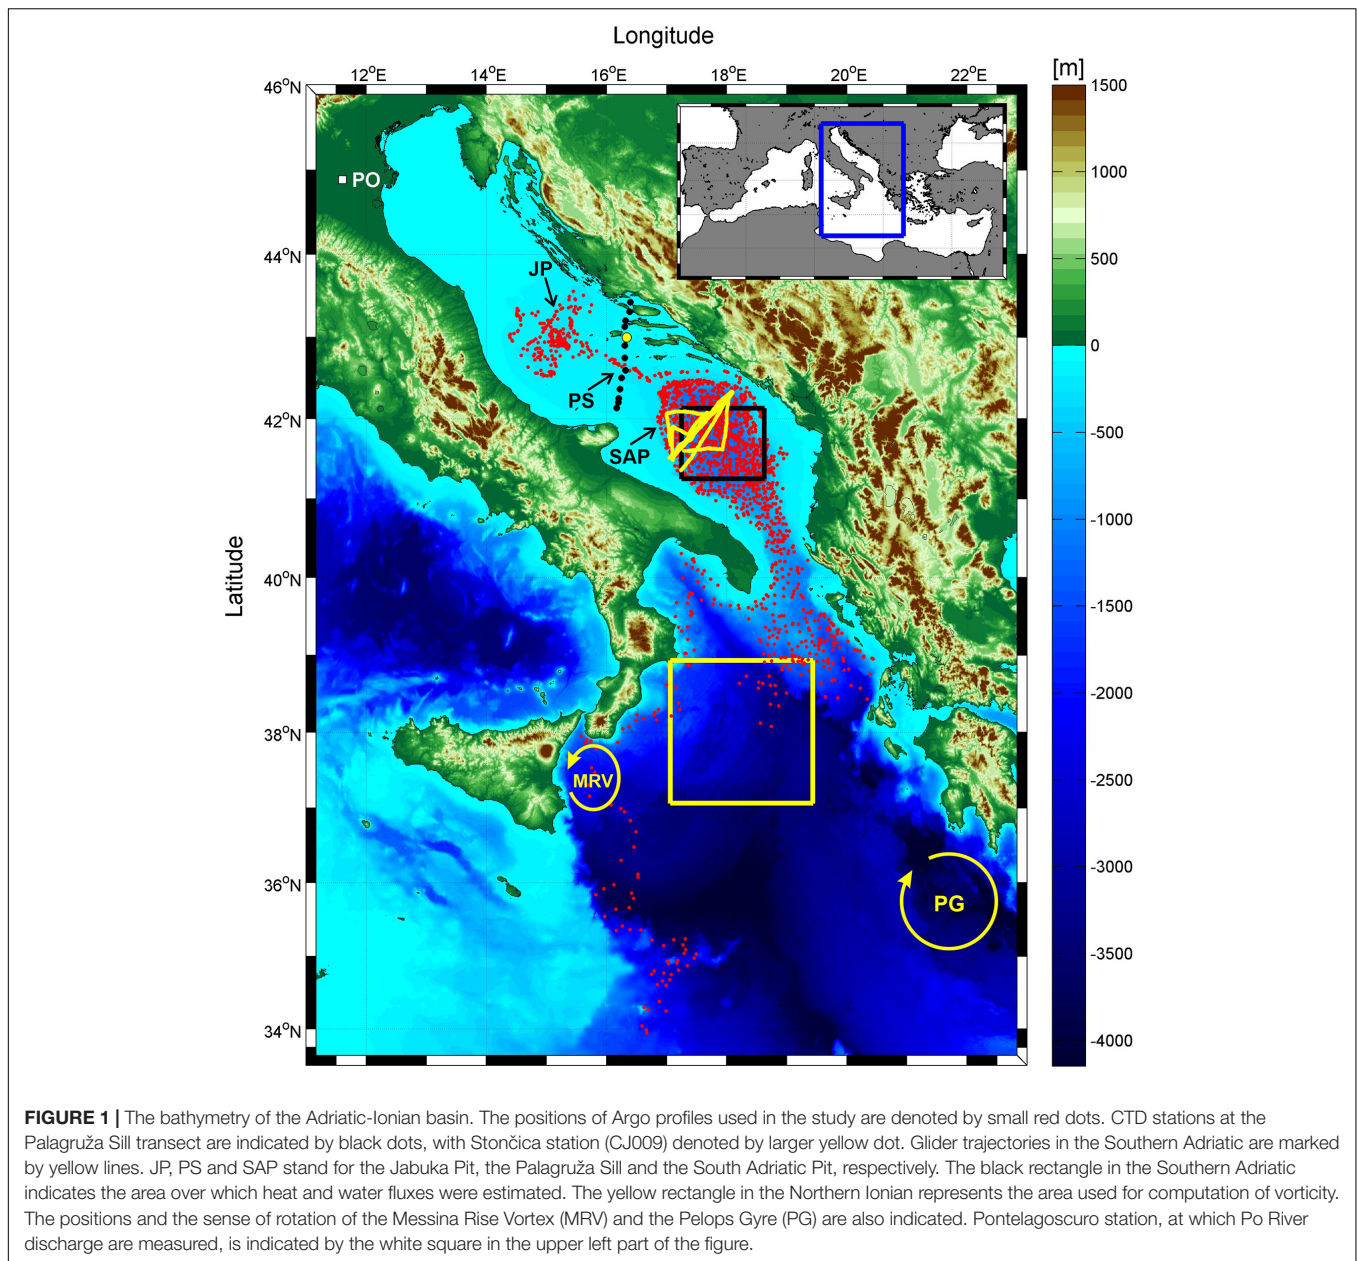 Longitude
12°E 14°E 16°E 18°E 20°E 22°E
[m]
46°N
44°N
42°N
40°N
38°N
36°N
34°N
Latitude
1500
1000
500
0
-500
-1000
-1500
-2000
-2500
-3000
-3500
-4000
PO
JP
PS
SAP
MRV
PG
FIGURE 1 | The bathymetry of the Adriatic-Ionian basin. The positions of Argo profiles used in the study are denoted by small red dots. CTD stations at the
Palagruža Sill transect are indicated by black dots, with Stončica station (CJ009) denoted by larger yellow dot. Glider trajectories in the Southern Adriatic are marked
by yellow lines. JP, PS and SAP stand for the Jabuka Pit, the Palagruža Sill and the South Adriatic Pit, respectively. The black rectangle in the Southern Adriatic
indicates the area over which heat and water fluxes were estimated. The yellow rectangle in the Northern Ionian represents the area used for computation of vorticity.
The positions and the sense of rotation of the Messina Rise Vortex (MRV) and the Pelops Gyre (PG) are also indicated. Pontelagoscuro station, at which Po River
discharge are measured, is indicated by the white square in the upper left part of the figure.